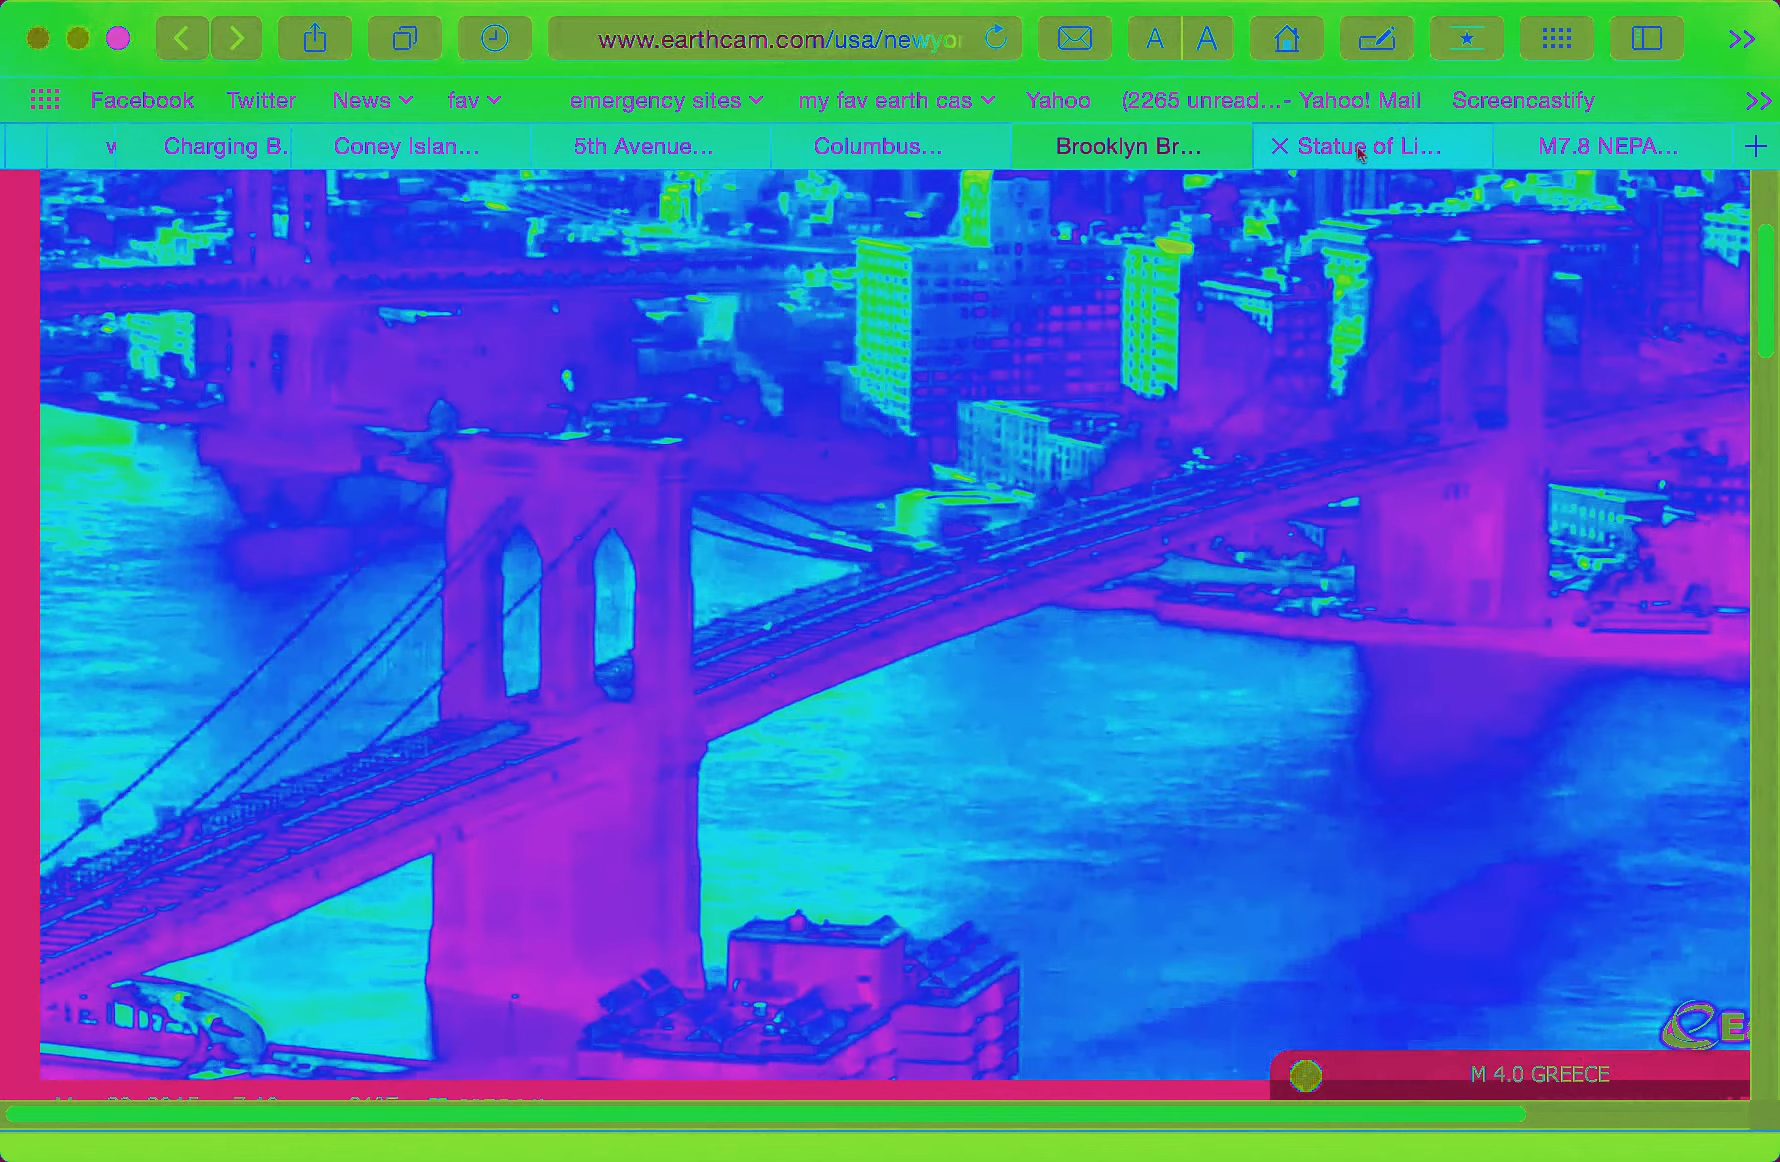 www.earthcam.com/usa/newyor
A A
Facebook Twitter News fav emergency sites my fav earth cas Yahoo (2265 unread...- Yahoo! Mail Screencastify
w Charging B. Coney Islan... 5th Avenue... Columbus... Brooklyn Br... Statue of Li... M7.8 NEPA...
M 4.0 GREECE